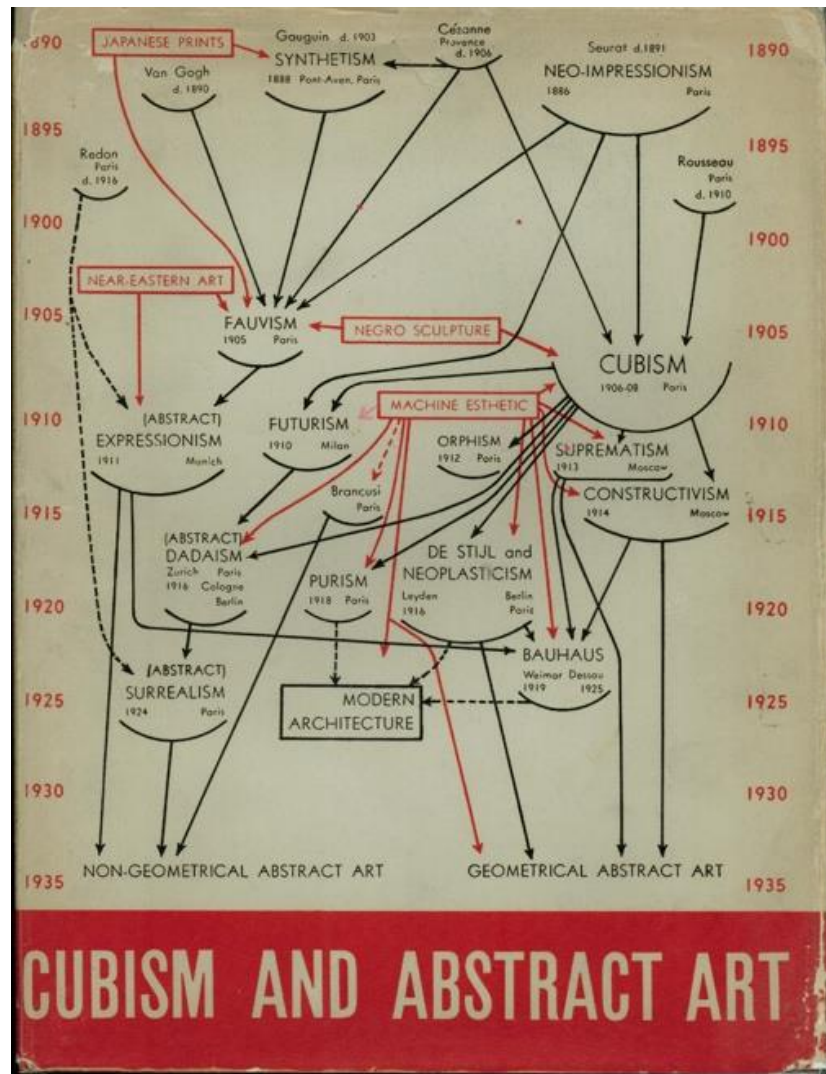 JAPANESE PRINTS
Gauguin d. 1903
SYNTHETISM
1888 Pont-Aven, Paris
Cézanne
Provence
d. 1906
Seurat d.1891
NEO-IMPRESSIONISM
1886 Paris
1890
1890
Van Gogh
d. 1890
1895
1895
Redon
Paris
d. 1916
Rousseau
Paris
d. 1910
1900
1900
NEAR-EASTERN ART
1905
1905
FAUVISM
1905 Paris
NEGRO SCULPTURE
CUBISM
1906-08 Paris
MACHINE ESTHETIC
1910
1910
(ABSTRACT)
EXPRESSIONISM
1911 Munich
FUTURISM
1910 Milan
ORPHISM
1912 Paris
SUPREMATISM
1913 Moscow
CONSTRUCTIVISM
1914 Moscow
Brancusi
Paris
1915
1915
(ABSTRACT)
DADAISM
Zurich Paris
1916 Cologne
Berlin
PURISM
1918 Paris
DE STIJL and
NEOPLASTICISM
Leyden Berlin
1916 Paris
1920
1920
BAUHAUS
Weimar Dessau
1919 1925
(ABSTRACT)
SURREALISM
1924 Paris
MODERN
ARCHITECTURE
1925
1925
1930
1930
NON-GEOMETRICAL ABSTRACT ART
GEOMETRICAL ABSTRACT ART
1935
1935
CUBISM AND ABSTRACT ART